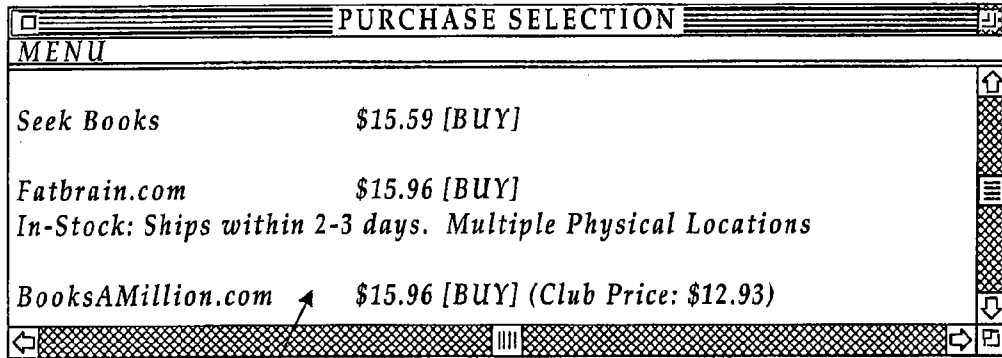 PURCHASE SELECTION
MENU
Seek Books $15.59 [BUY]
Fatbrain.com $15.96 [BUY]
In-Stock: Ships within 2-3 days. Multiple Physical Locations
BooksAMillion.com $15.96 [BUY] (Club Price: $12.93)